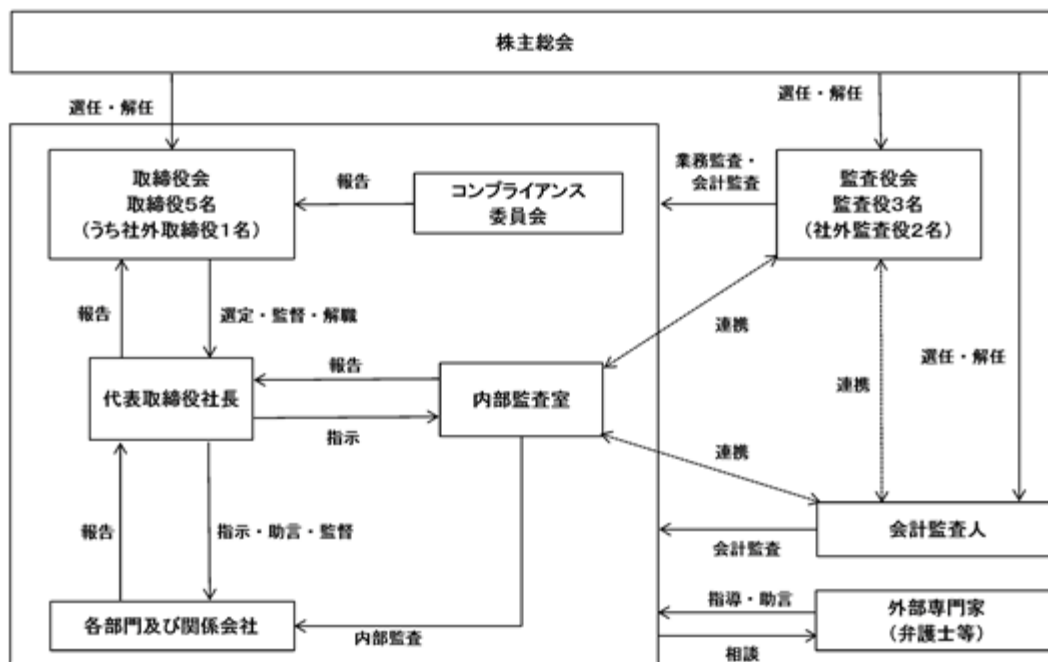 株主総会
選任・解任
選任・解任
取締役会
取締役5名
(うち社外取締役1名)
報告
コンプライアンス
委員会
業務監査・
会計監査
監査役会
監査役3名
(社外監査役2名)
報告
選定・監督・解職
連携
選任・解任
代表取締役社長
報告
指示
内部監査室
連携
連携
報告
指示・助言・監督
会計監査
会計監査人
各部門及び関係会社
内部監査
指導・助言
相談
外部専門家
(弁護士等)